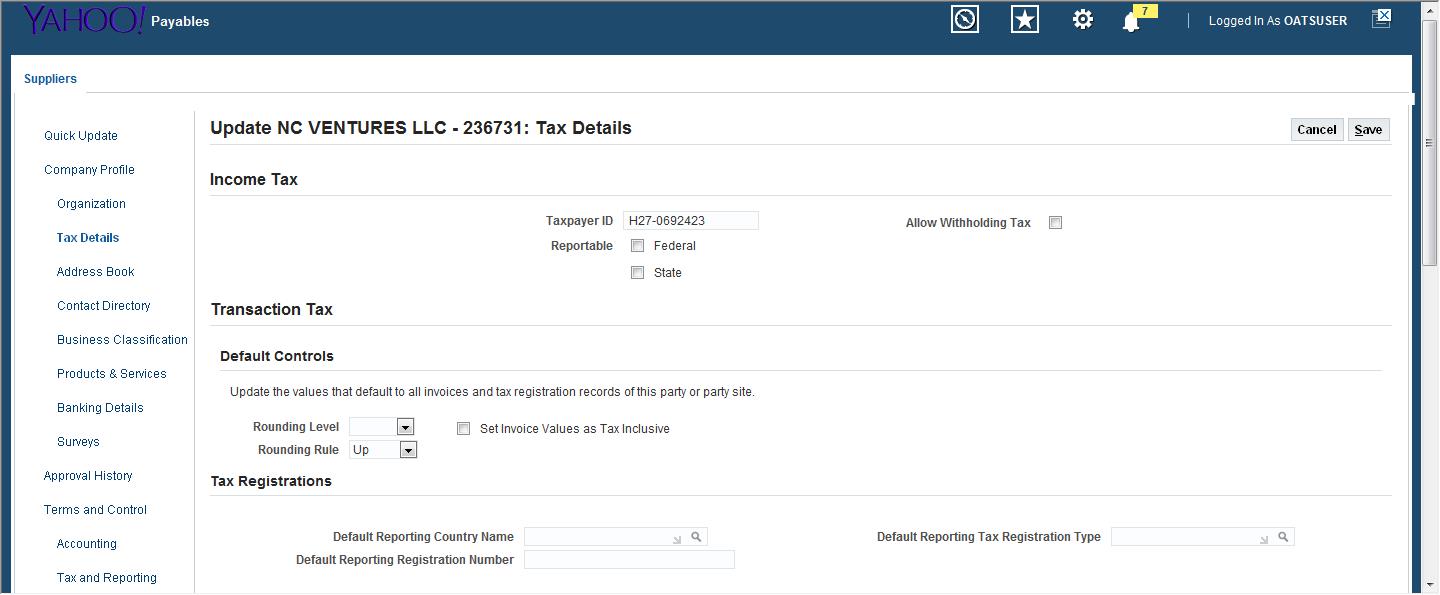 YAHOO! Payables
7
Logged In As OATSUSER
Suppliers
Quick Update
Company Profile
Organization
Tax Details
Address Book
Contact Directory
Business Classification
Products & Services
Banking Details
Surveys
Approval History
Terms and Control
Accounting
Tax and Reporting
Update NC VENTURES LLC - 236731: Tax Details
Cancel Save
Income Tax
Taxpayer ID H27-0692423
Allow Withholding Tax
Reportable Federal
State
Transaction Tax
Default Controls
Update the values that default to all invoices and tax registration records of this party or party site.
Rounding Level Set Invoice Values as Tax Inclusive
Rounding Rule Up
Tax Registrations
Default Reporting Country Name Default Reporting Tax Registration Type
Default Reporting Registration Number